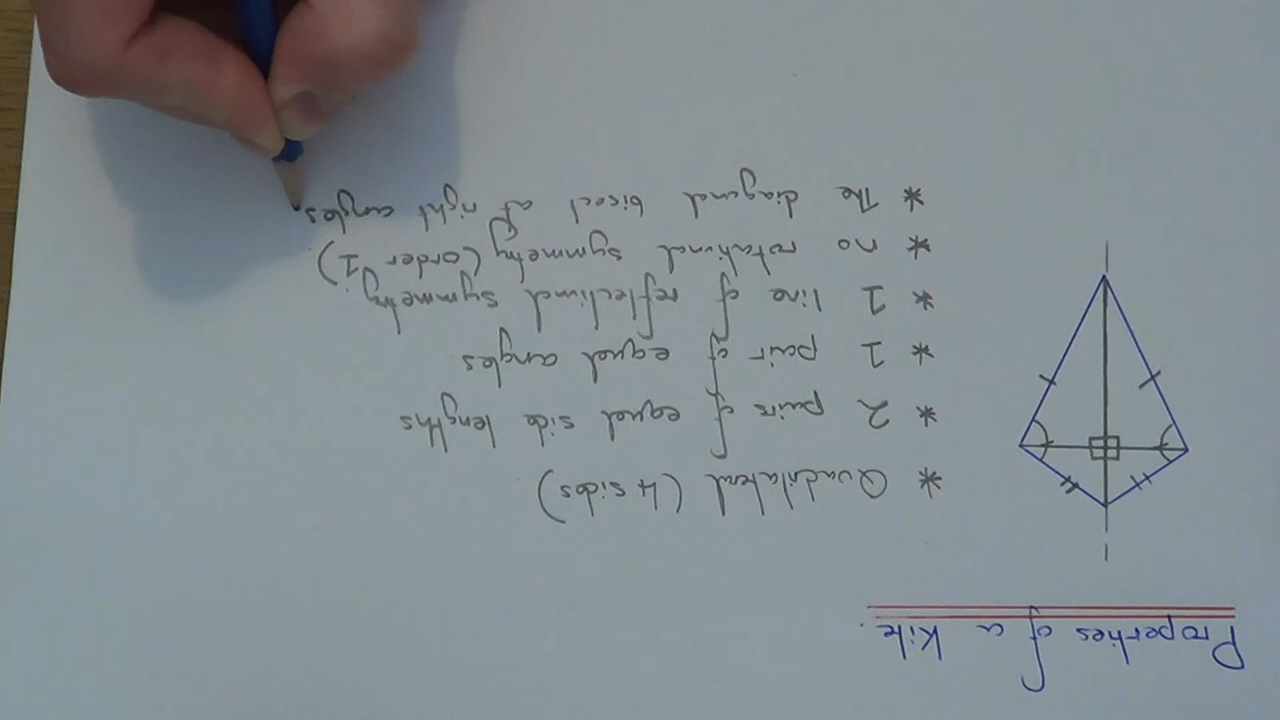 Properties of a Kite.
* Quadrilateral (4 sides)
* 2 pairs of equal side lengths
* 1 pair of equal angles
* 1 line of reflectional symmetry.
* no rotational symmetry (order 1)
* The diagonal bisect at right angles.